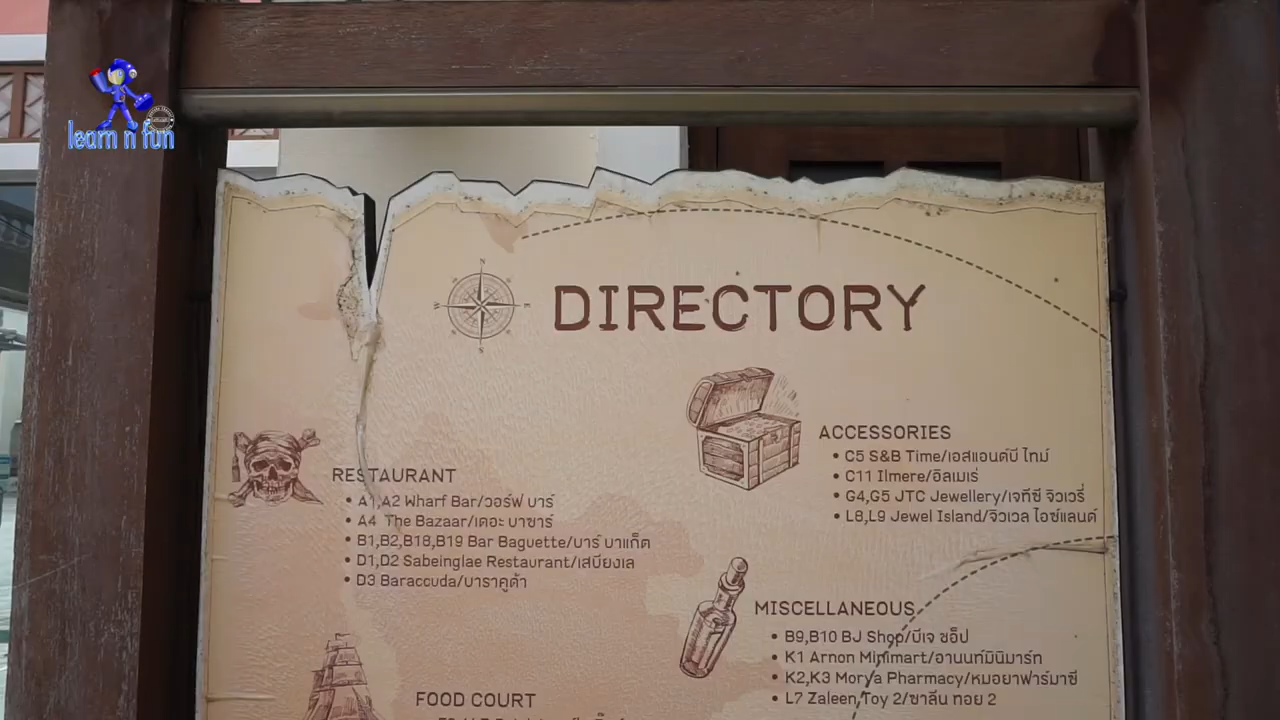 learn n fun
DIRECTORY
RESTAURANT
• A1,A2 Wharf Bar/วอร์ฟ บาร์
• A4 The Bazaar/เดอะ บาซาร์
• B1,B2,B18,B19 Bar Baguette/บาร์ บาแก็ต
• D1,D2 Sabeinglae Restaurant/เสบียงเล
• D3 Baraccuda/บาราคูด้า
FOOD COURT
ACCESSORIES
• C5 S&B Time/เอสแอนด์บี ไทม์
• C11 Ilmere/อิลเมเร่
• G4,G5 JTC Jewellery/เจทีซี จิวเวรี่
• L8,L9 Jewel Island/จิวเวล ไอซ์แลนด์
MISCELLANEOUS
• B9,B10 BJ Shop/บีเจ ช็อป
• K1 Arnon Minimart/อานนท์มินิมาร์ท
• K2,K3 Morya Pharmacy/หมอยาฟาร์มาซี
• L7 Zaleen Toy 2/ซาลีน ทอย 2